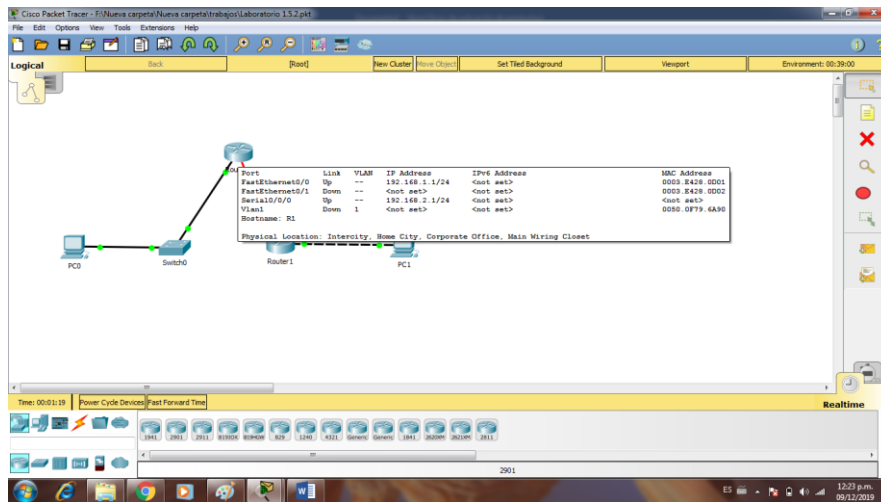 Cisco Packet Tracer - F:\Nueva carpeta\Nueva carpeta\trabajos\Laboratorio 1.5.2.pkt
File Edit Options View Tools Extensions Help
Logical Back [Root] New Cluster Move Object Set Tiled Background Viewport Environment: 00:39:00
Port Link VLAN IP Address IPv6 Address MAC Address
FastEthernet0/0 Up -- 192.168.1.1/24 <not set> 0003.E428.0D01
FastEthernet0/1 Down -- <not set> <not set> 0003.E428.0D02
Serial0/0/0 Up -- 192.168.2.1/24 <not set> <not set>
Vlan1 Down 1 <not set> <not set> 0050.0F79.6A90
Hostname: R1
Physical Location: Intercity, Home City, Corporate Office, Main Wiring Closet
PC0 Switch0 Router1 PC1
Time: 00:01:19 Power Cycle Devices Fast Forward Time Realtime
1941 2901 2911 819IOX 819HGW 829 1240 4321 Generic Generic 1841 2620XM 2621XM 2811
2901
ES 12:23 p.m.
09/12/2019